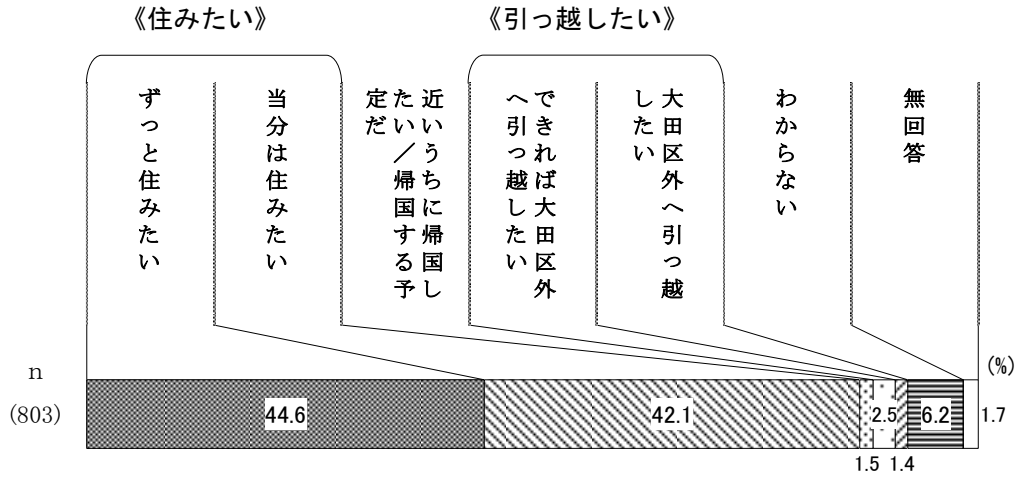 《住みたい》
《引っ越したい》
ずっと住みたい
当分は住みたい
近いうちに帰国し
たい／帰国する予
定だ
できれば大田区外
へ引っ越したい
大田区外へ引っ越
したい
わからない
無回答
(%)
n
(803)
44.6
42.1
2.5
6.2
1.7
1.5
1.4